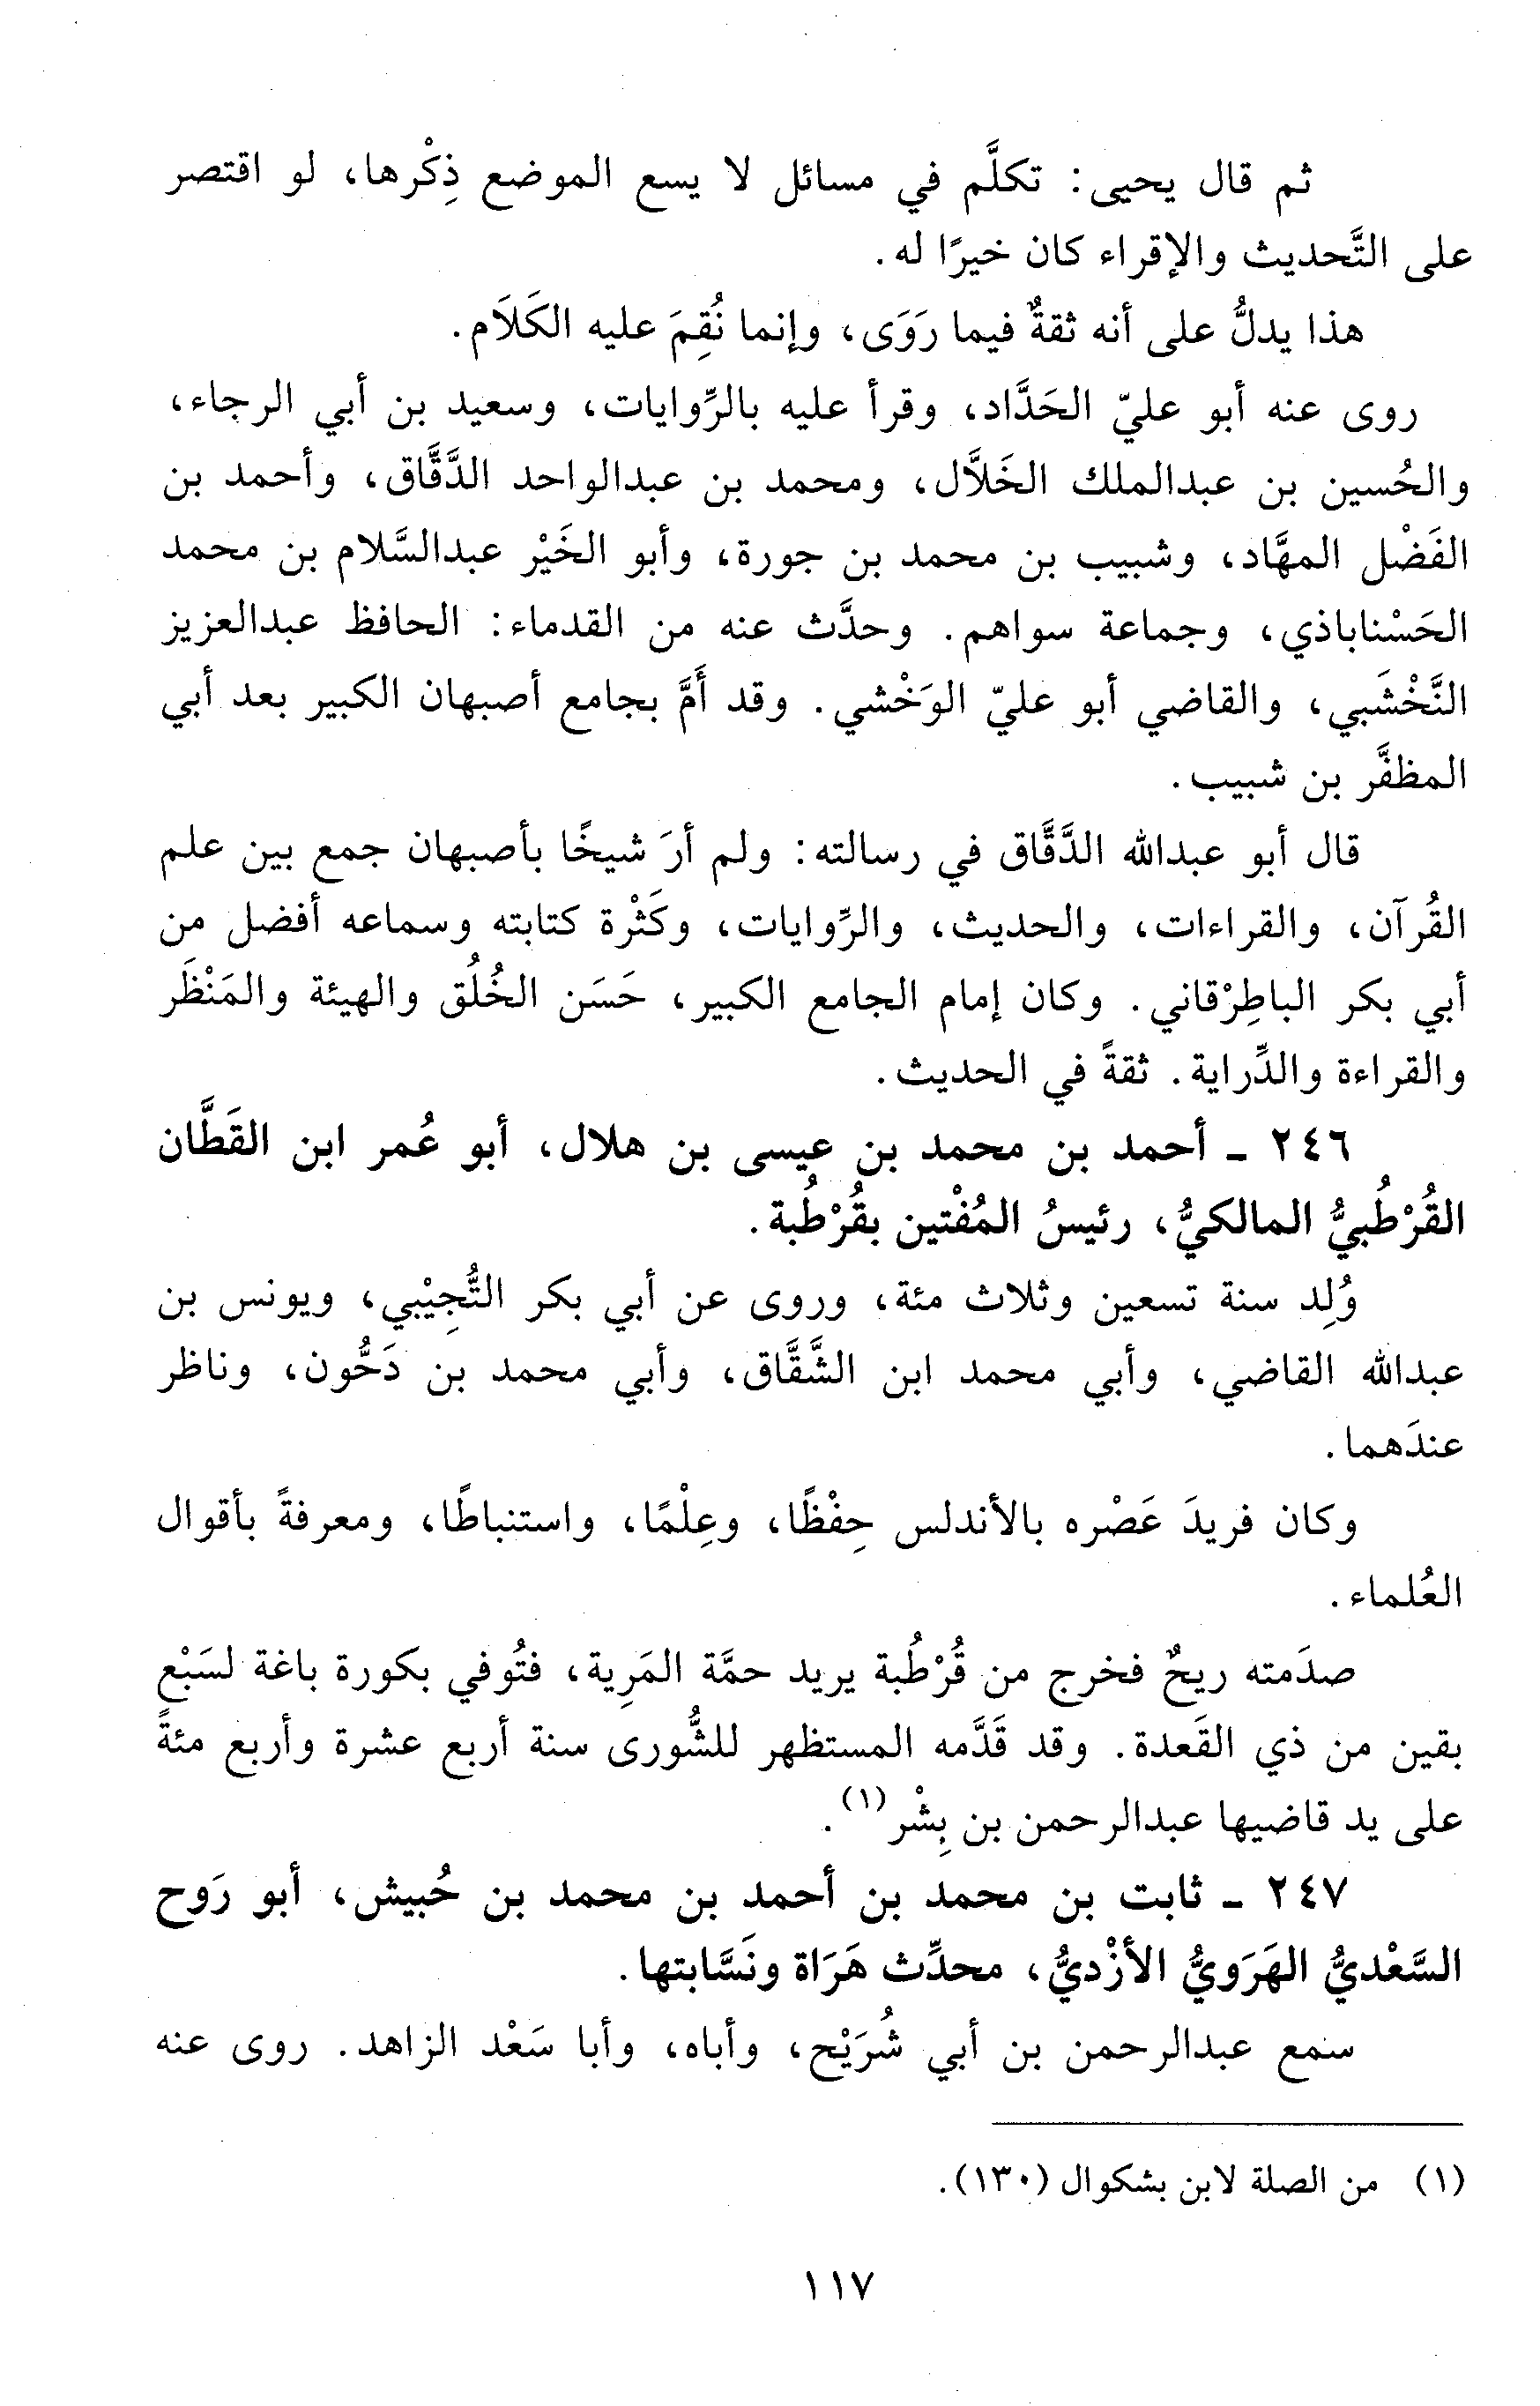 ثم قال يحيى: تكلَّم في مسائل لا يسع الموضع ذِكْرها، لو اقتصر
على التَّحديث والإقراء كان خيرًا له.
هذا يدلُّ على أنه ثقةٌ فيما رَوَى، وإنما نُقِمَ عليه الكَلَام.
روى عنه أبو عليّ الحَدَّاد، وقرأ عليه بالرِّوايات، وسعيد بن أبي الرجاء،
والحُسين بن عبدالملك الخَلاَّل، ومحمد بن عبدالواحد الدَّقَّاق، وأحمد بن
الفَضْل المهَّاد، وشبيب بن محمد بن جورة، وأبو الخَيْر عبدالسَّلام بن محمد
الحَسْناباذي، وجماعة سواهم. وحدَّث عنه من القدماء: الحافظ عبدالعزيز
النَّخْشَبي، والقاضي أبو عليّ الوَخْشي. وقد أَمَّ بجامع أصبهان الكبير بعد أبي
المظفَّر بن شبيب.
قال أبو عبدالله الدَّقَّاق في رسالته: ولم أرَ شيخًا بأصبهان جمع بين علم
القُرآن، والقراءات، والحديث، والرِّوايات، وكَثْرة كتابته وسماعه أفضل من
أبي بكر الباطِرْقاني. وكان إمام الجامع الكبير، حَسَن الخُلُق والهيئة والمَنْظَر
والقراءة والدِّراية. ثقةً في الحديث.
٢٤٦ - أحمد بن محمد بن عيسى بن هلال، أبو عُمر ابن القَطَّان
القُرْطُبيُّ المالكيُّ، رئيسُ المُفْتين بقُرْطُبة.
وُلِد سنة تسعين وثلاث مئة، وروى عن أبي بكر التُّجِيْبي، ويونس بن
عبدالله القاضي، وأبي محمد ابن الشَّقَّاق، وأبي محمد بن دَحُّون، وناظر
عندَهما.
وكان فريدَ عَصْره بالأندلس حِفْظًا، وعِلْمًا، واستنباطًا، ومعرفةً بأقوال
العُلماء.
صدَمته ريحٌ فخرج من قُرْطُبة يريد حمَّة المَرِية، فتُوفي بكورة باغة لسَبْع
بقين من ذي القَعدة. وقد قَدَّمه المستظهر للشُّورى سنة أربع عشرة وأربع مئةً
على يد قاضيها عبدالرحمن بن بِشْر(١).
٢٤٧ - ثابت بن محمد بن أحمد بن محمد بن حُبيش، أبو رَوح
السَّعْديُّ الهَرَويُّ الأزْديُّ، محدِّث هَرَاة ونَسَّابتها.
سمع عبدالرحمن بن أبي شُرَيْح، وأباه، وأبا سَعْد الزاهد. روى عنه
(١) من الصلة لابن بشكوال (١٣٠).
١١٧